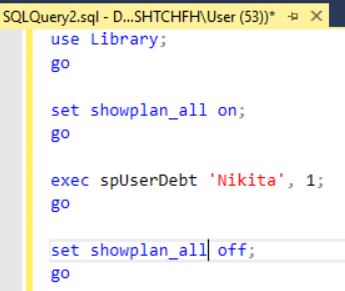 SQLQuery2.sql - D...SHTCHFH\User (53))*
use Library;
go
set showplan_all on;
go
exec spUserDebt 'Nikita', 1;
go
set showplan_all off;
go